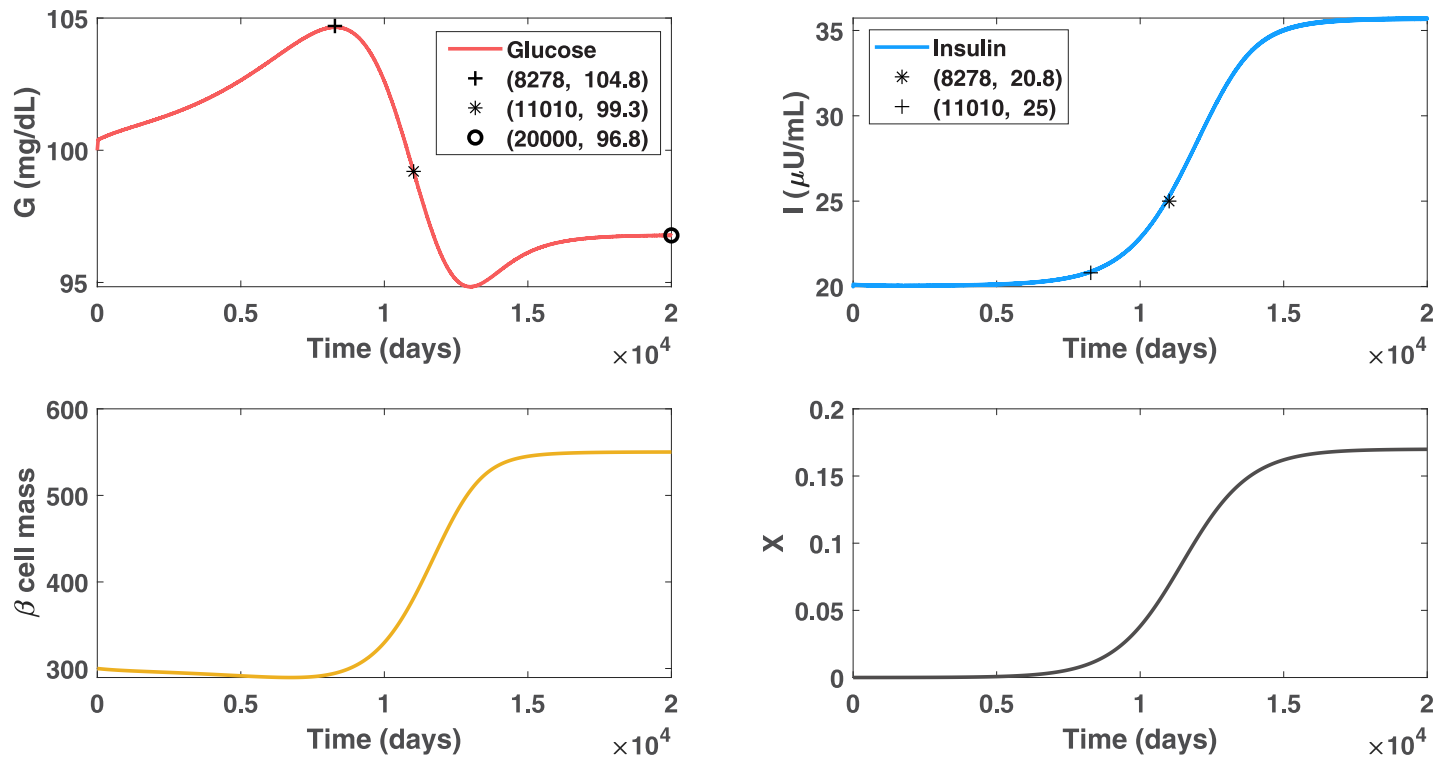 105
100
95
G (mg/dL)
Glucose
(8278, 104.8)
(11010, 99.3)
(20000, 96.8)
0 0.5 1 1.5 2
Time (days)
×10^4
35
30
25
20
I (μU/mL)
Insulin
(8278, 20.8)
(11010, 25)
0 0.5 1 1.5 2
Time (days)
×10^4
600
500
400
300
β cell mass
0 0.5 1 1.5 2
Time (days)
×10^4
0.2
0.15
0.1
0.05
0
X
0 0.5 1 1.5 2
Time (days)
×10^4